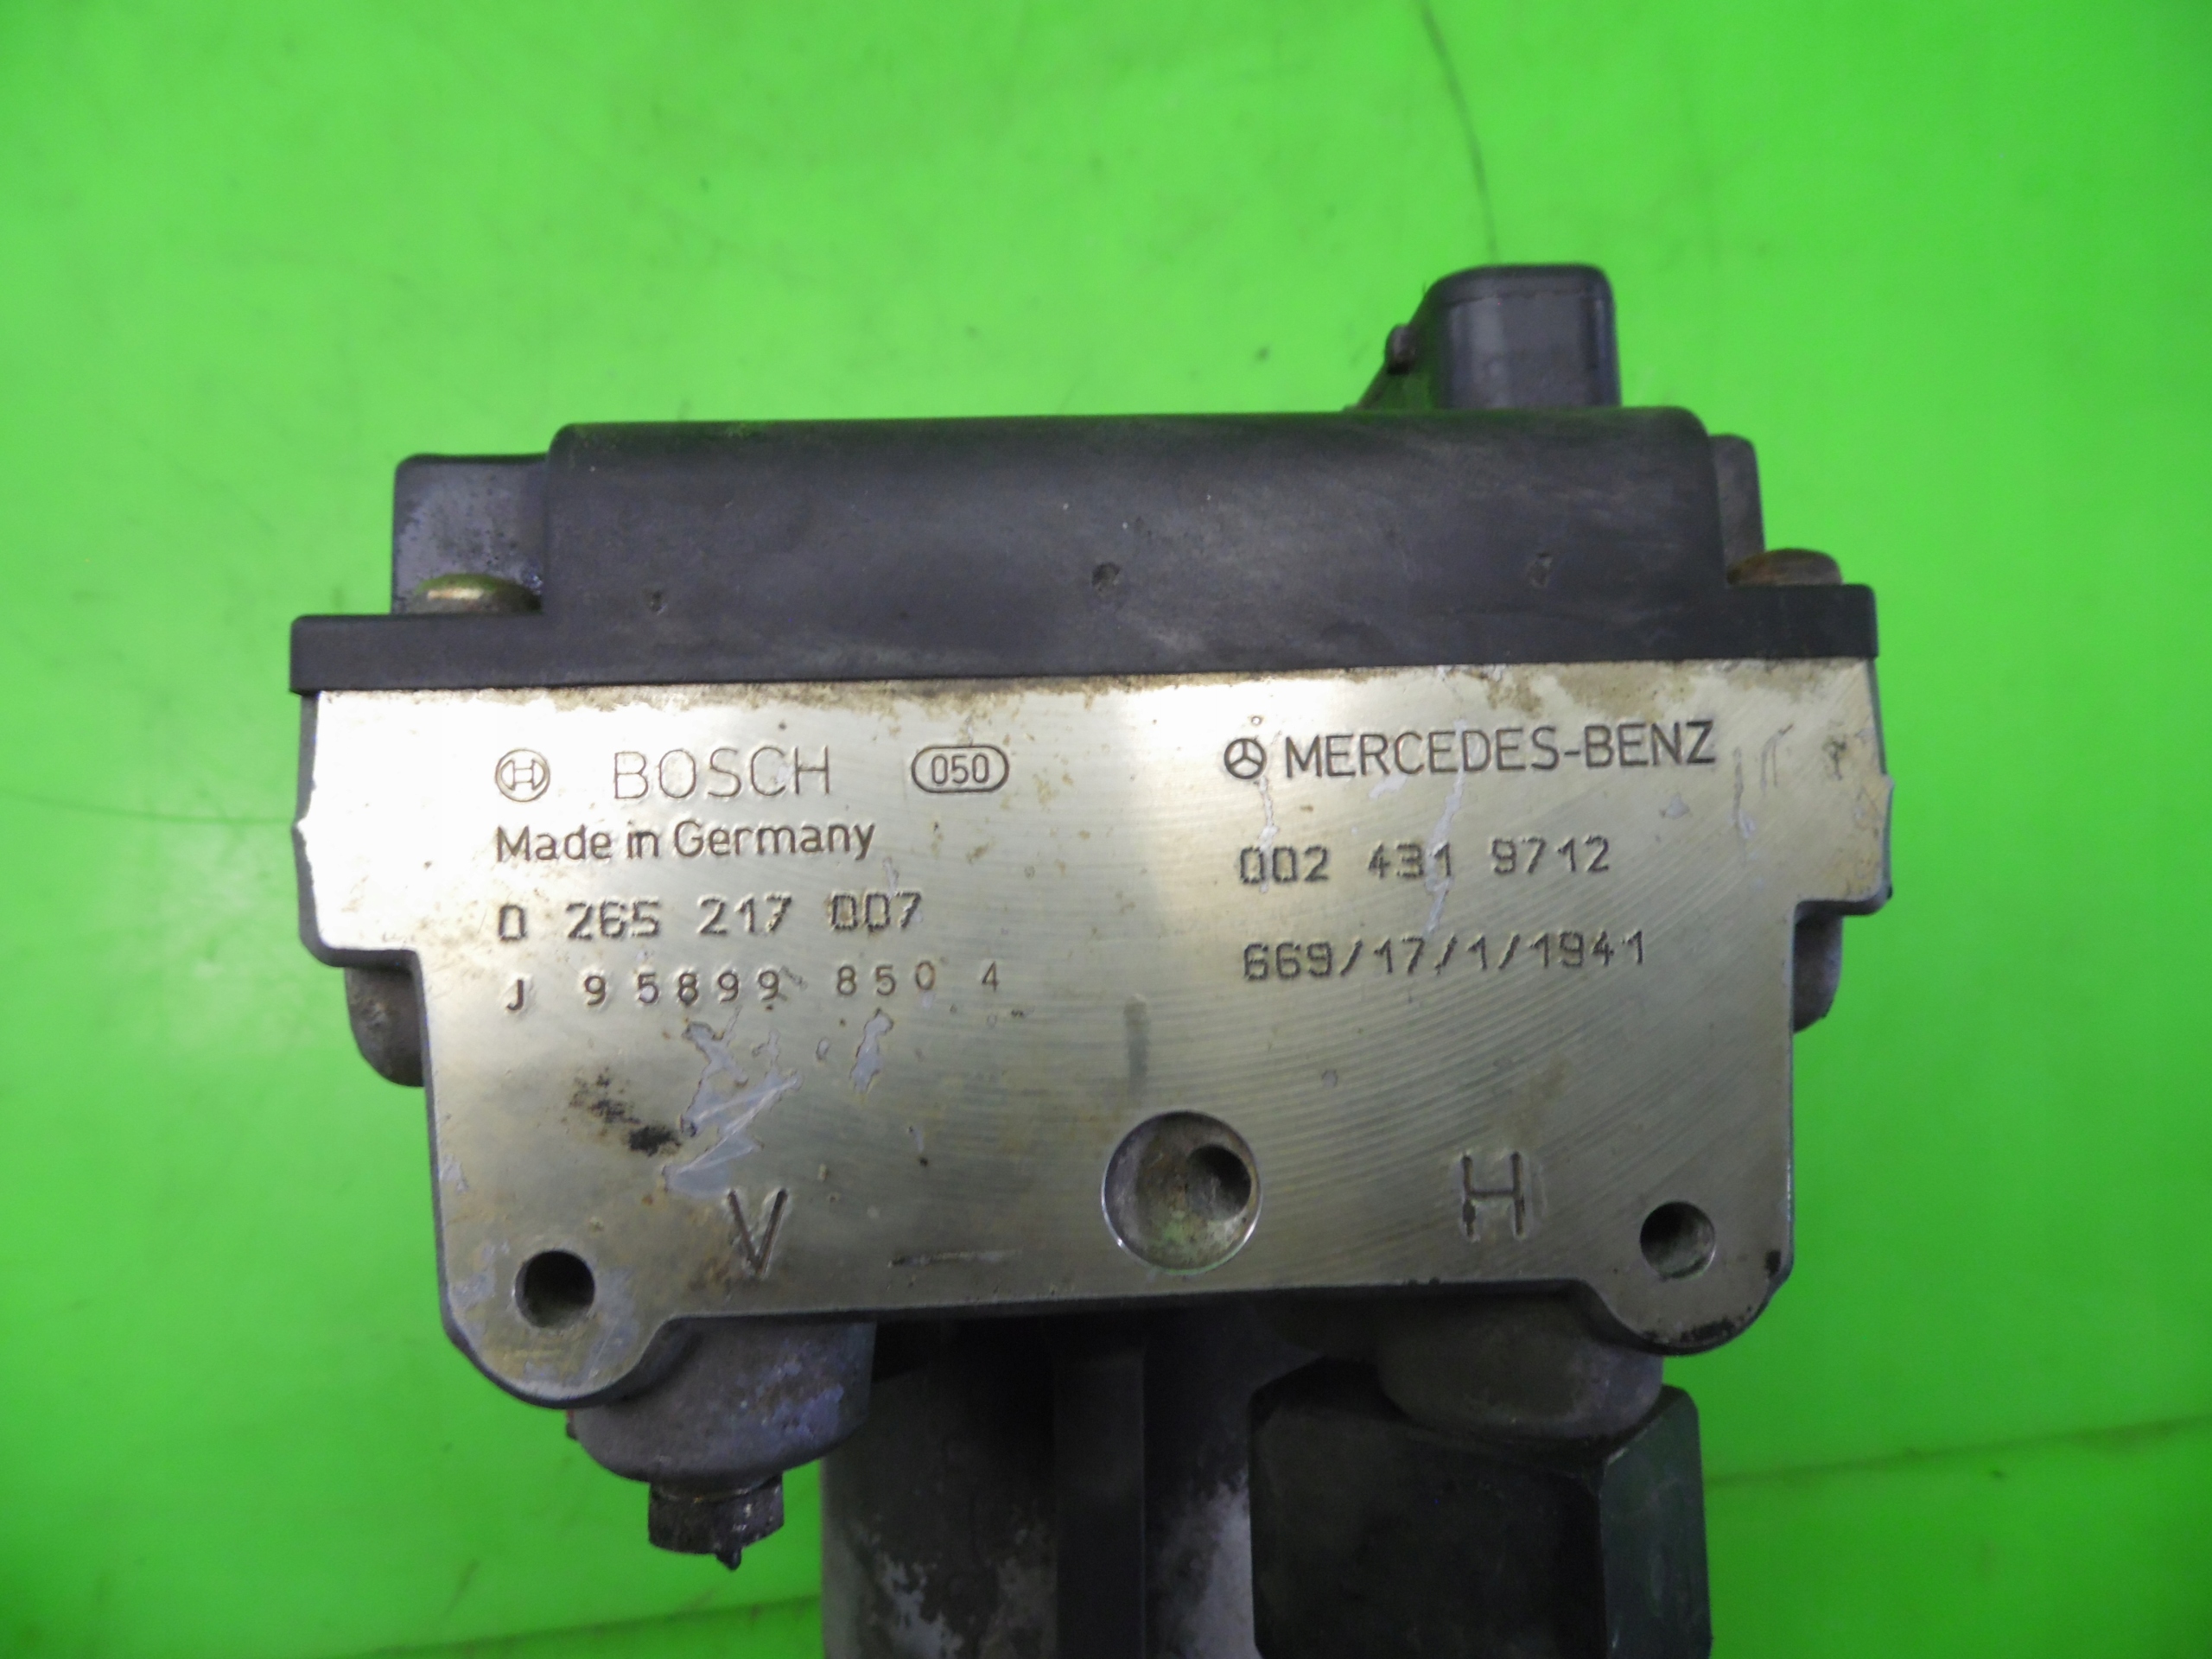 BOSCH 050
Made in Germany
0 265 217 007
J 95899 850 4
MERCEDES-BENZ
002 431 9712
669/17/1/1941
V
H